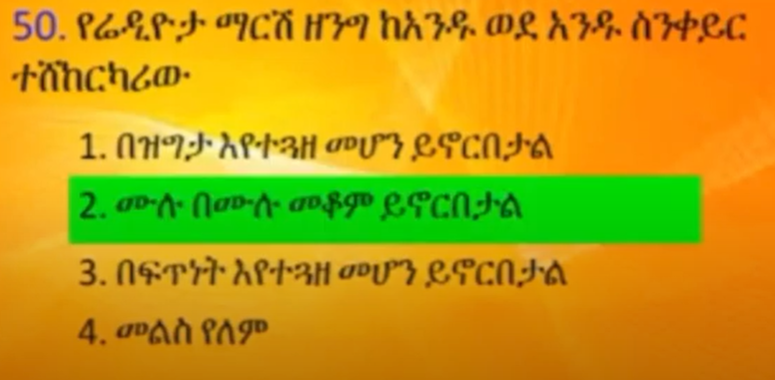 50. የሬዲዮታ ማርሽ ዘንግ ከአንዱ ወደ አንዱ ስንቀይር
ተሽከርካሪው
1. በዝግታ እየተጓዘ መሆን ይኖርበታል
2. ሙሉ በሙሉ መቆም ይኖርበታል
3. በፍጥነት እየተጓዘ መሆን ይኖርበታል
4. መልስ የለም